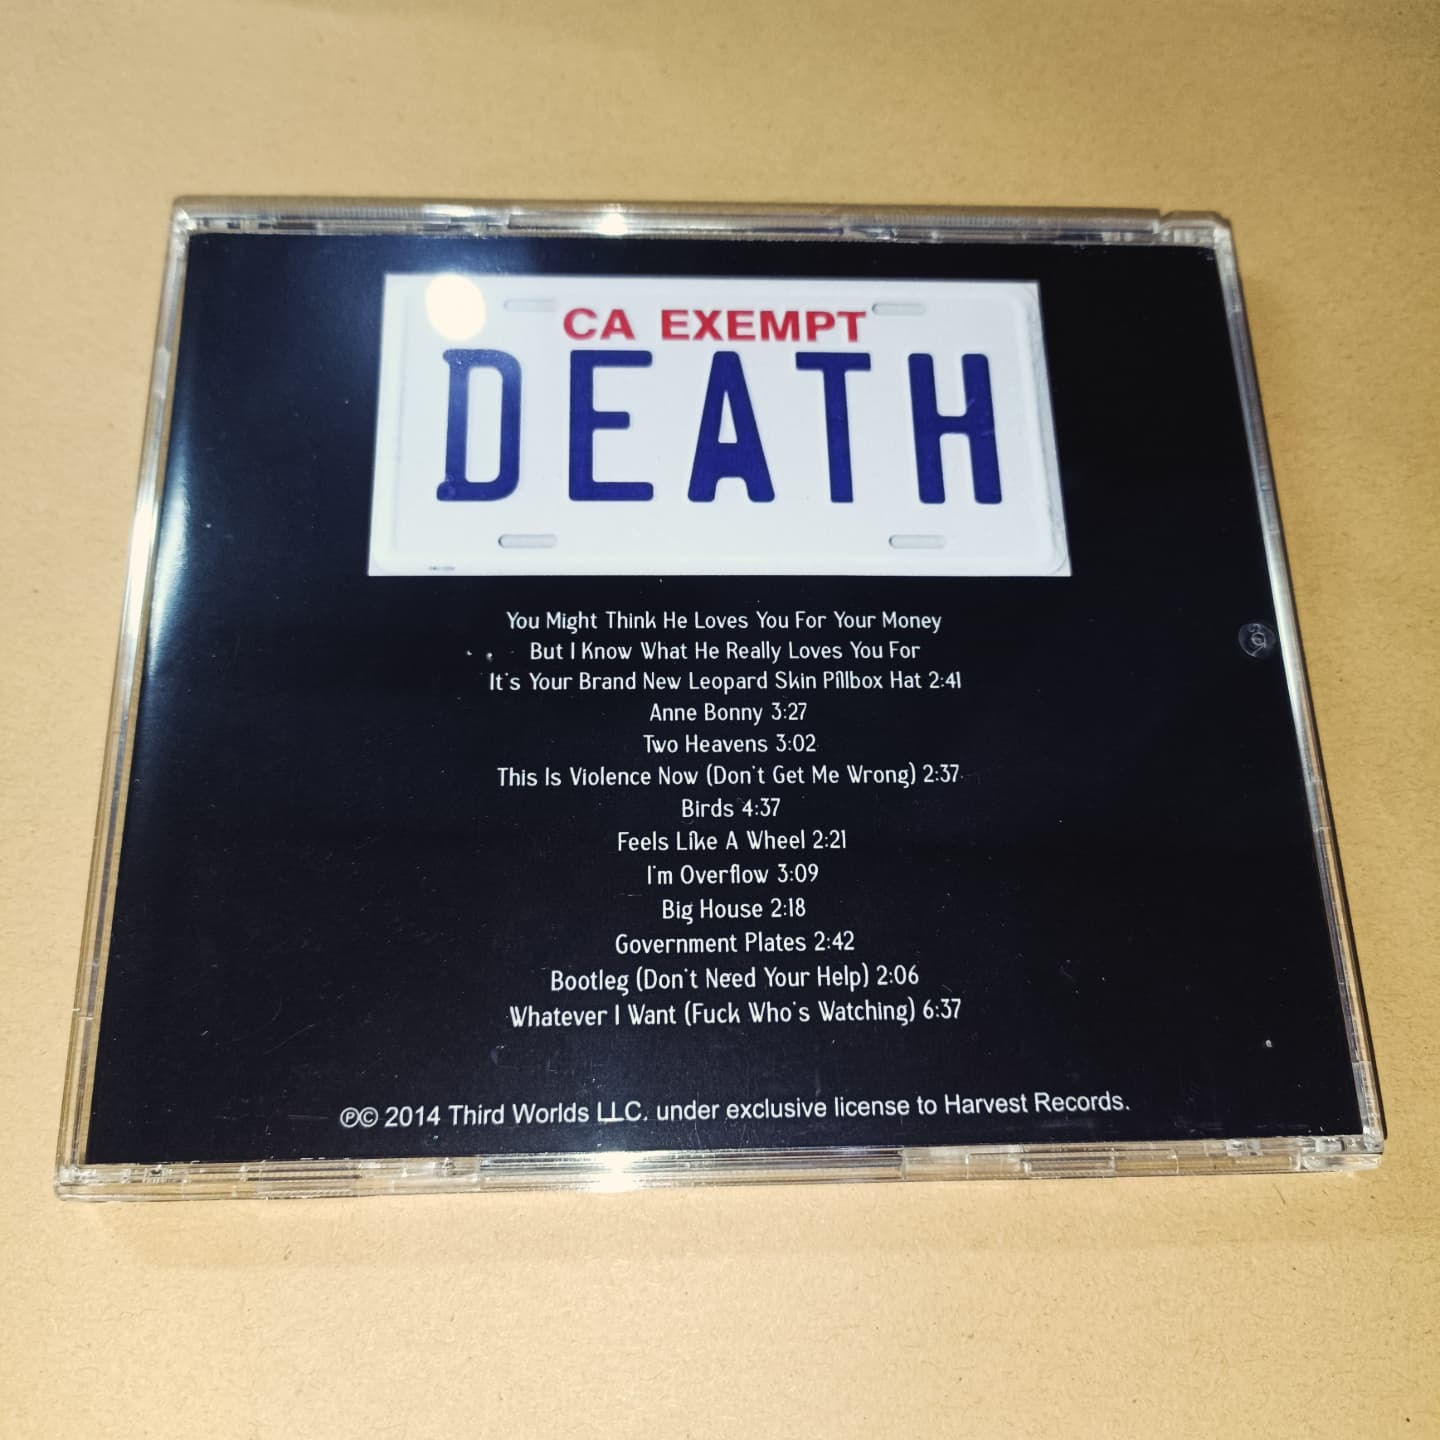 CA EXEMPT
DEATH
You Might Think He Loves You For Your Money
But I Know What He Really Loves You For
It's Your Brand New Leopard Skin Pillbox Hat 2:41
Anne Bonny 3:27
Two Heavens 3:02
This Is Violence Now (Don't Get Me Wrong) 2:37
Birds 4:37
Feels Like A Wheel 2:21
I'm Overflow 3:09
Big House 2:18
Government Plates 2:42
Bootleg (Don't Need Your Help) 2:06
Whatever I Want (Fuck Who's Watching) 6:37
℗© 2014 Third Worlds LLC. under exclusive license to Harvest Records.